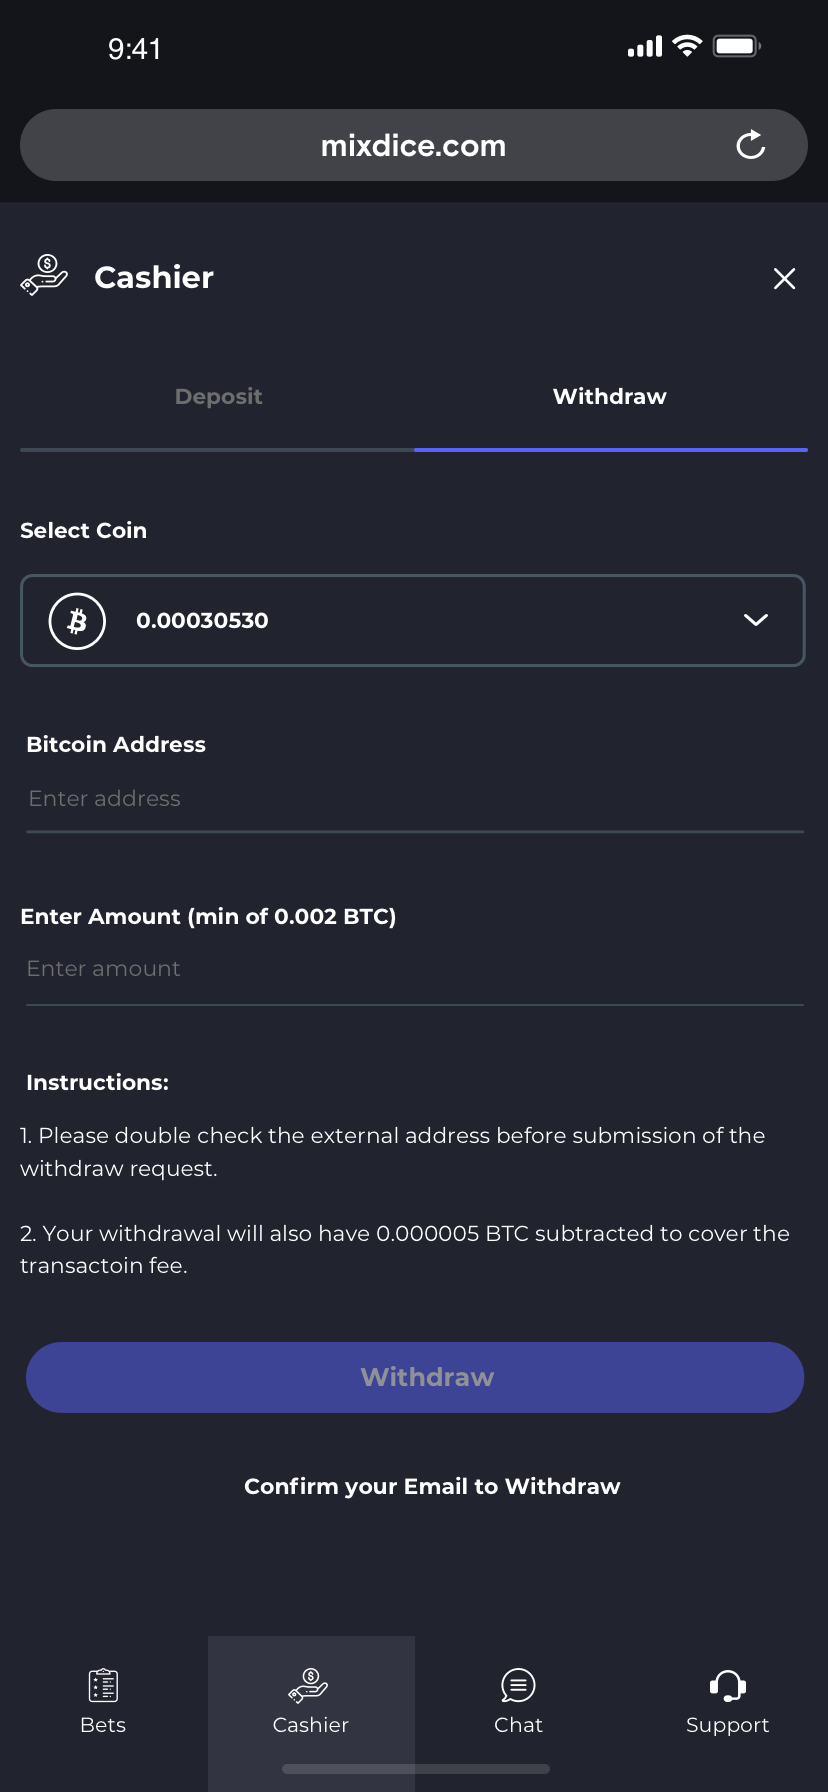 9:41
mixdice.com
Cashier
Deposit
Withdraw
Select Coin
0.00030530
Bitcoin Address
Enter address
Enter Amount (min of 0.002 BTC)
Enter amount
Instructions:
1. Please double check the external address before submission of the
withdraw request.
2. Your withdrawal will also have 0.000005 BTC subtracted to cover the
transactoin fee.
Withdraw
Confirm your Email to Withdraw
Bets
Cashier
Chat
Support